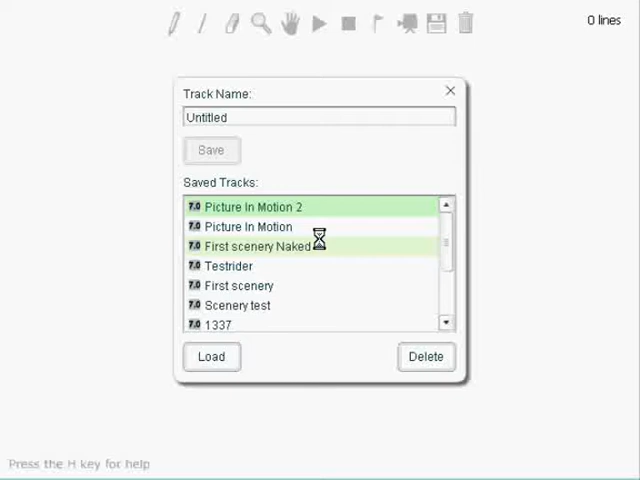 0 lines
Track Name:
Untitled
Save
Saved Tracks:
7.0 Picture In Motion 2
7.0 Picture In Motion
7.0 First scenery Naked
7.0 Testrider
7.0 First scenery
7.0 Scenery test
7.0 1337
Load
Delete
Press the H key for help